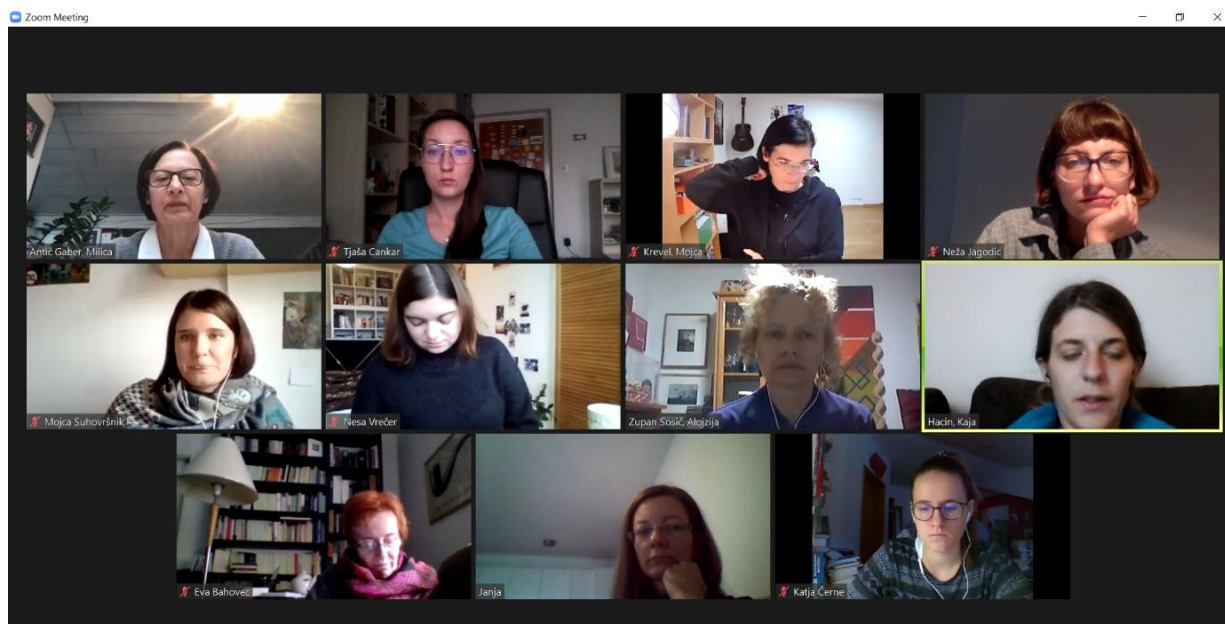 Zoom Meeting
Antić Gaber, Milica
Tjaša Cankar
Krevel, Mojca
Neža Jagodic
Mojca Suhovršnik
Nesa Vrečer
Zupan Sosič, Alojzija
Hacin, Kaja
Eva Bahovec
Janja
Katja Černe